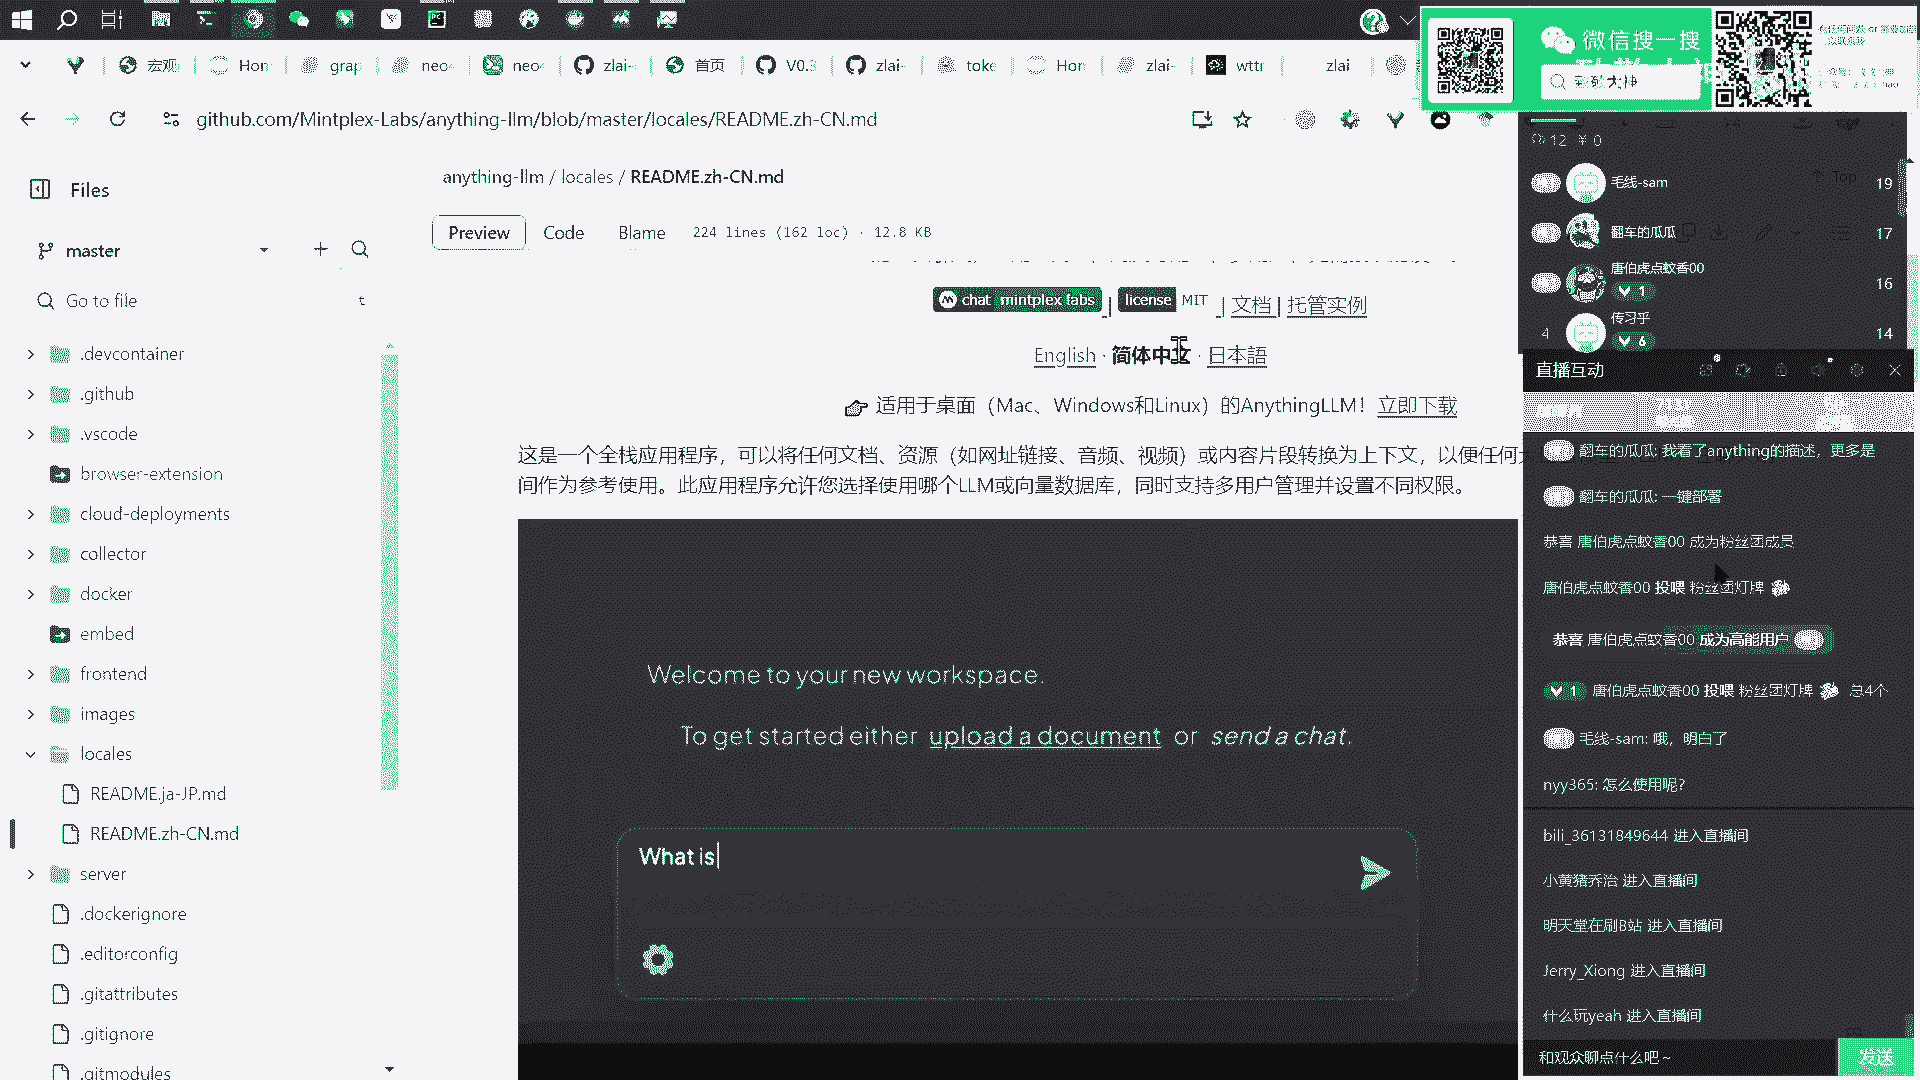 宏观
Hon
grap
neo4
neo4
zlai-
首页
V0.3
zlai-
toke
Hon
zlai-
wttr
zlai
微信搜一搜
github.com/Mintplex-Labs/anything-llm/blob/master/locales/README.zh-CN.md
Files
master
Go to file
t
.devcontainer
.github
.vscode
browser-extension
cloud-deployments
collector
docker
embed
frontend
images
locales
README.ja-JP.md
README.zh-CN.md
server
.dockerignore
.editorconfig
.gitattributes
.gitignore
.gitmodules
anything-llm / locales / README.zh-CN.md
Preview
Code
Blame
224 lines (162 loc) · 12.8 KB
Top
chat mintplex labs | license MIT | 文档 | 托管实例
English · 简体中文 · 日本語
适用于桌面（Mac、Windows和Linux）的AnythingLLM！立即下载
这是一个全栈应用程序，可以将任何文档、资源（如网址链接、音频、视频）或内容片段转换为上下文，以便任何大
间作为参考使用。此应用程序允许您选择使用哪个LLM或向量数据库，同时支持多用户管理并设置不同权限。
Welcome to your new workspace.
To get started either upload a document or send a chat.
What is
12 ¥ 0
毛线-sam
19
翻车的瓜瓜
17
唐伯虎点蚊香00
1
16
4
传习乎
6
14
直播互动
翻车的瓜瓜: 我看了anything的描述，更多是
翻车的瓜瓜: 一键部署
恭喜 唐伯虎点蚊香00 成为粉丝团成员
唐伯虎点蚊香00 投喂 粉丝团灯牌
恭喜 唐伯虎点蚊香00 成为高能用户
1 唐伯虎点蚊香00 投喂 粉丝团灯牌 总4个
毛线-sam: 哦，明白了
nyy365: 怎么使用呢?
bili_36131849644 进入直播间
小黄猪乔治 进入直播间
明天堂在刷B站 进入直播间
Jerry_Xiong 进入直播间
什么玩yeah 进入直播间
和观众聊点什么吧~
发送